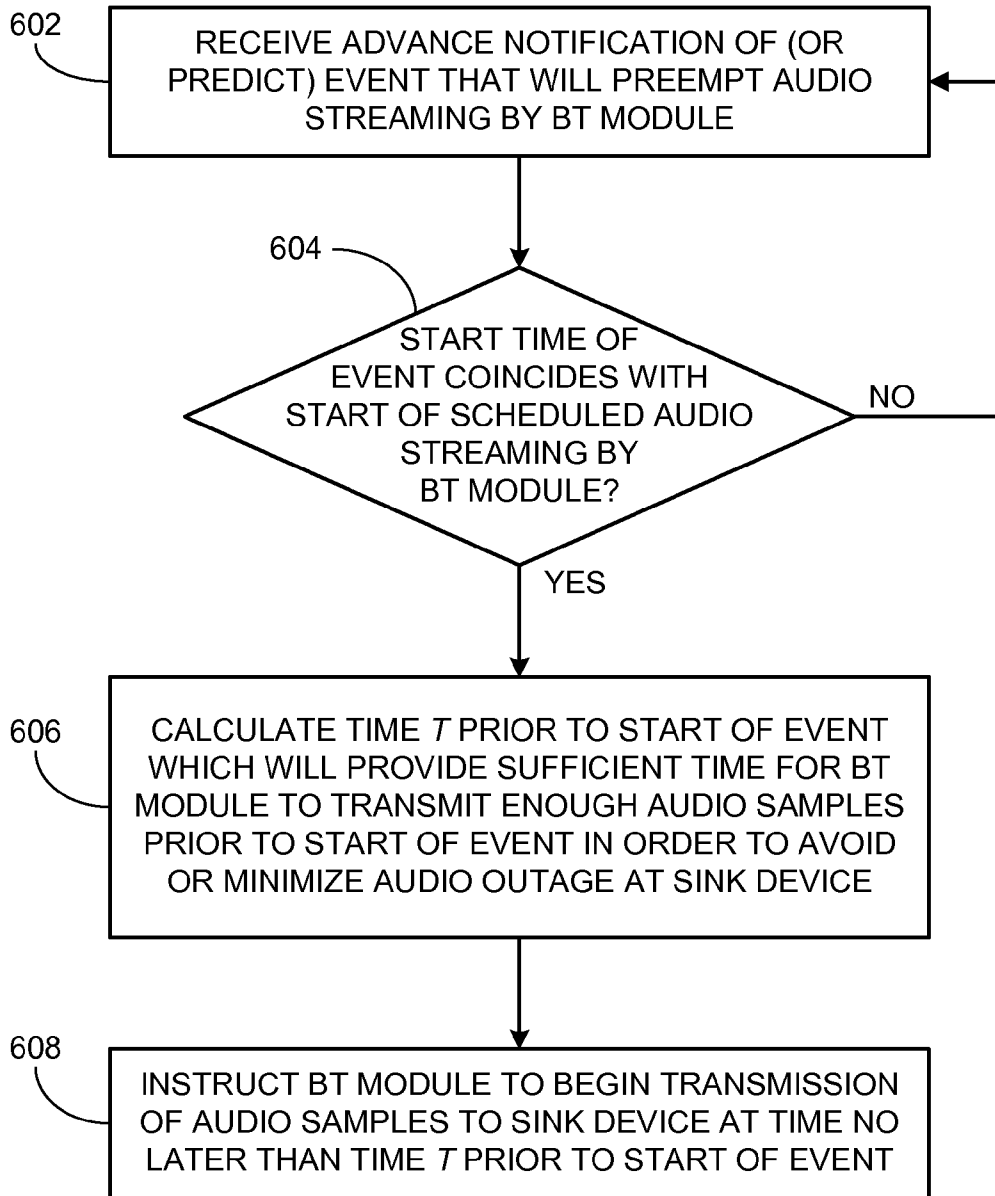 602
RECEIVE ADVANCE NOTIFICATION OF (OR
PREDICT) EVENT THAT WILL PREEMPT AUDIO
STREAMING BY BT MODULE
604
START TIME OF
EVENT COINCIDES WITH
START OF SCHEDULED AUDIO
STREAMING BY
BT MODULE?
NO
YES
606
CALCULATE TIME T PRIOR TO START OF EVENT
WHICH WILL PROVIDE SUFFICIENT TIME FOR BT
MODULE TO TRANSMIT ENOUGH AUDIO SAMPLES
PRIOR TO START OF EVENT IN ORDER TO AVOID
OR MINIMIZE AUDIO OUTAGE AT SINK DEVICE
608
INSTRUCT BT MODULE TO BEGIN TRANSMISSION
OF AUDIO SAMPLES TO SINK DEVICE AT TIME NO
LATER THAN TIME T PRIOR TO START OF EVENT